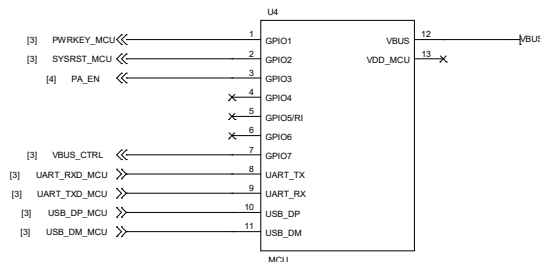 U4
[3] PWRKEY_MCU 1 GPIO1 VBUS 12 [VBUS
[3] SYSRST_MCU 2 GPIO2 VDD_MCU 13
[4] PA_EN 3 GPIO3
4 GPIO4
5 GPIO5/RI
6 GPIO6
[3] VBUS_CTRL 7 GPIO7
[3] UART_RXD_MCU 8 UART_TX
[3] UART_TXD_MCU 9 UART_RX
[3] USB_DP_MCU 10 USB_DP
[3] USB_DM_MCU 11 USB_DM
MCU